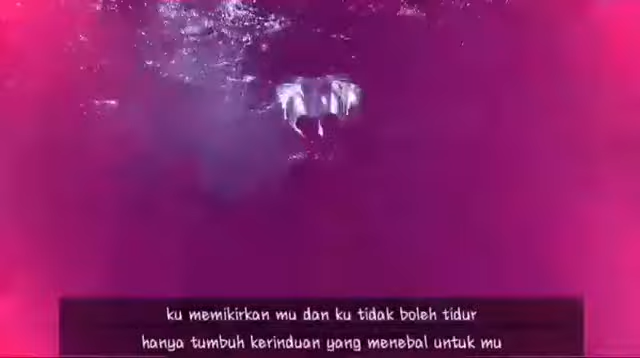 ku memikirkan mu dan ku tidak boleh tidur
hanya tumbuh kerinduan yang menebal untuk mu